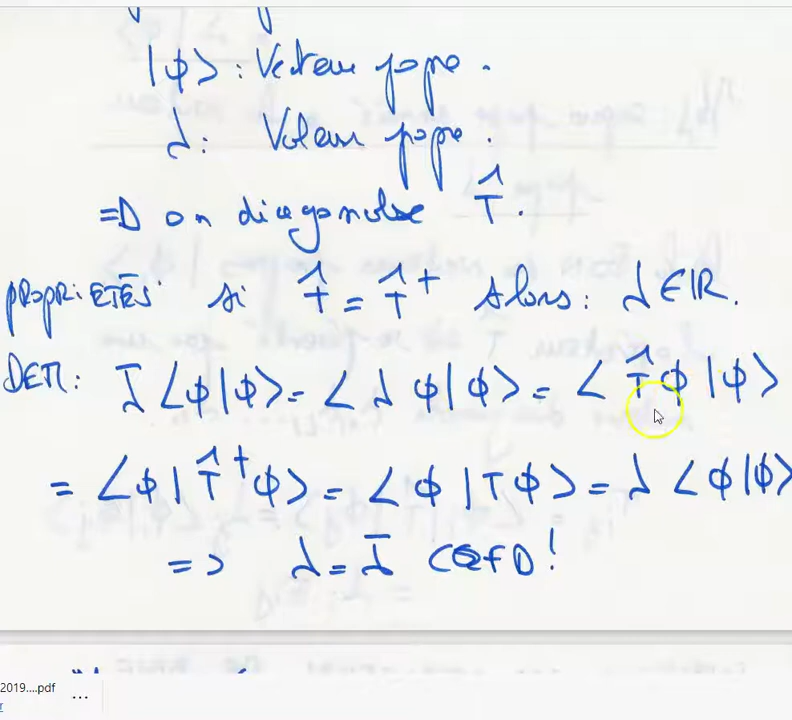 |φ> : Vecteur propre.
λ : Valeur propre.
=> on diagonalise T̂.
PROPRIÉTÉS: si T̂ = T̂⁺ Alors : λ ∈ ℝ.
DEM: λ̄ <φ|φ> = <λ φ|φ> = <T̂ φ|φ>
= <φ|T̂⁺φ> = <φ|Tφ> = λ <φ|φ>
=> λ = λ̄ CQFD!
2019....pdf
...